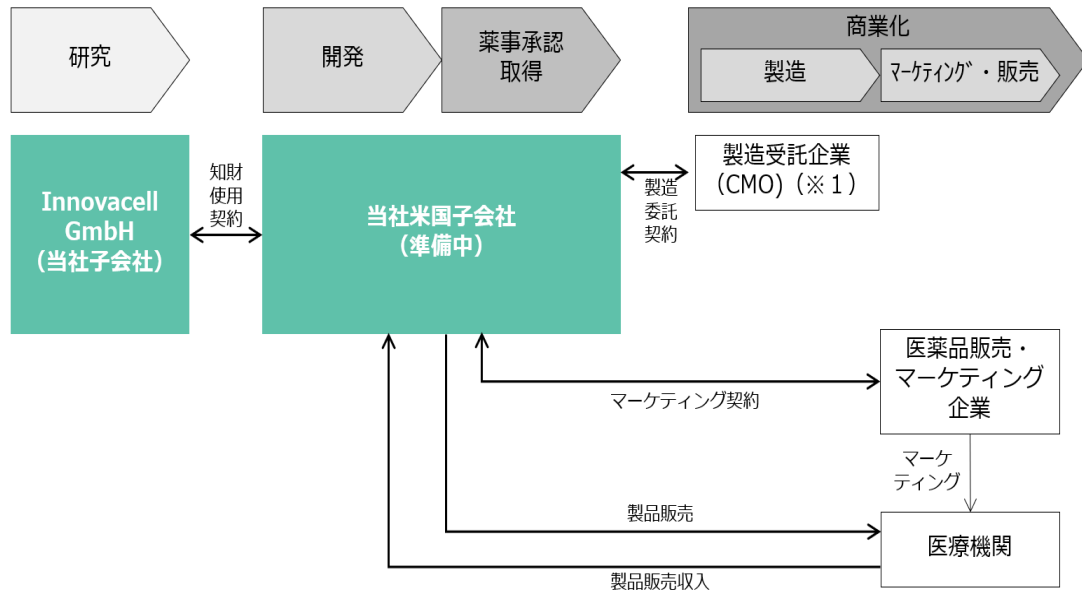 研究
開発
薬事承認
取得
商業化
製造
ﾏｰｹﾃｨﾝｸﾞ・販売
Innovacell
GmbH
（当社子会社）
知財
使用
契約
当社米国子会社
（準備中）
製造
委託
契約
製造受託企業
（CMO)（※１）
医薬品販売・
マーケティング
企業
マーケティング契約
マーケ
ティング
製品販売
医療機関
製品販売収入